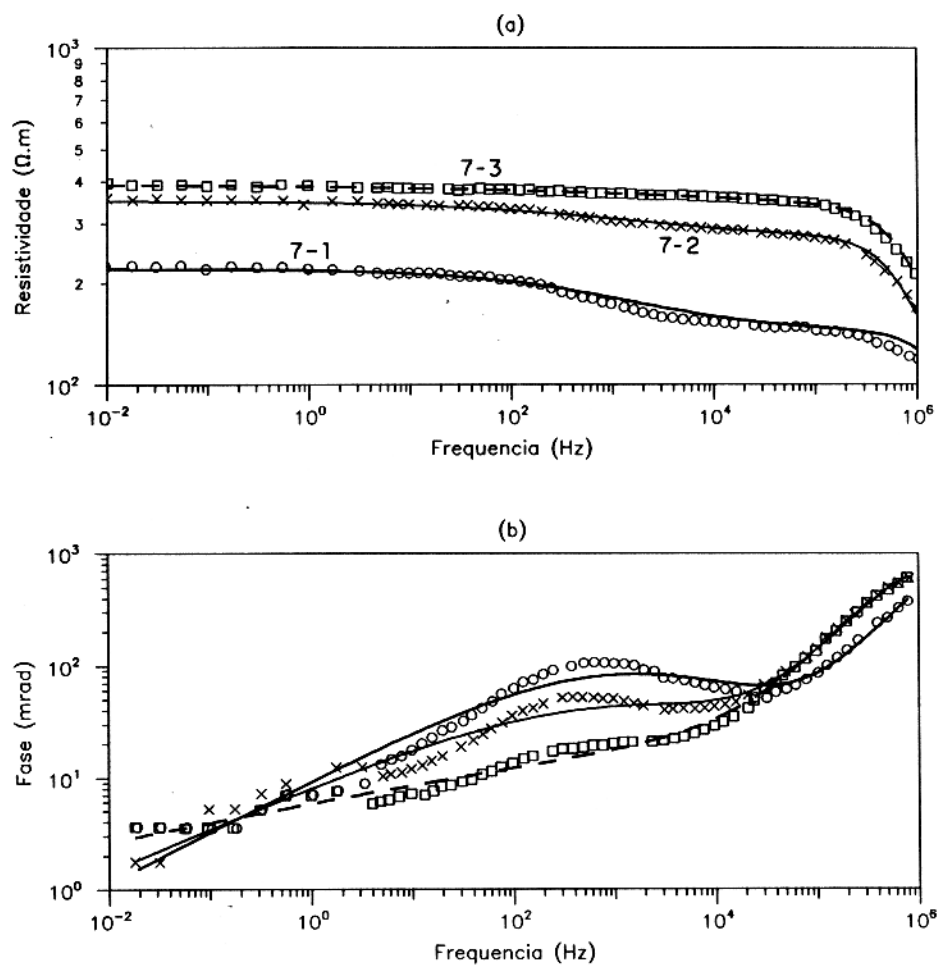 (a)
10³
9
8
7
6
5
4
3
2
10²
Resistividade (Ω.m)
7-3
7-2
7-1
10⁻² 10⁰ 10² 10⁴ 10⁶
Frequencia (Hz)
(b)
10³
10²
10¹
10⁰
Fase (mrad)
10⁻² 10⁰ 10² 10⁴ 10⁶
Frequencia (Hz)